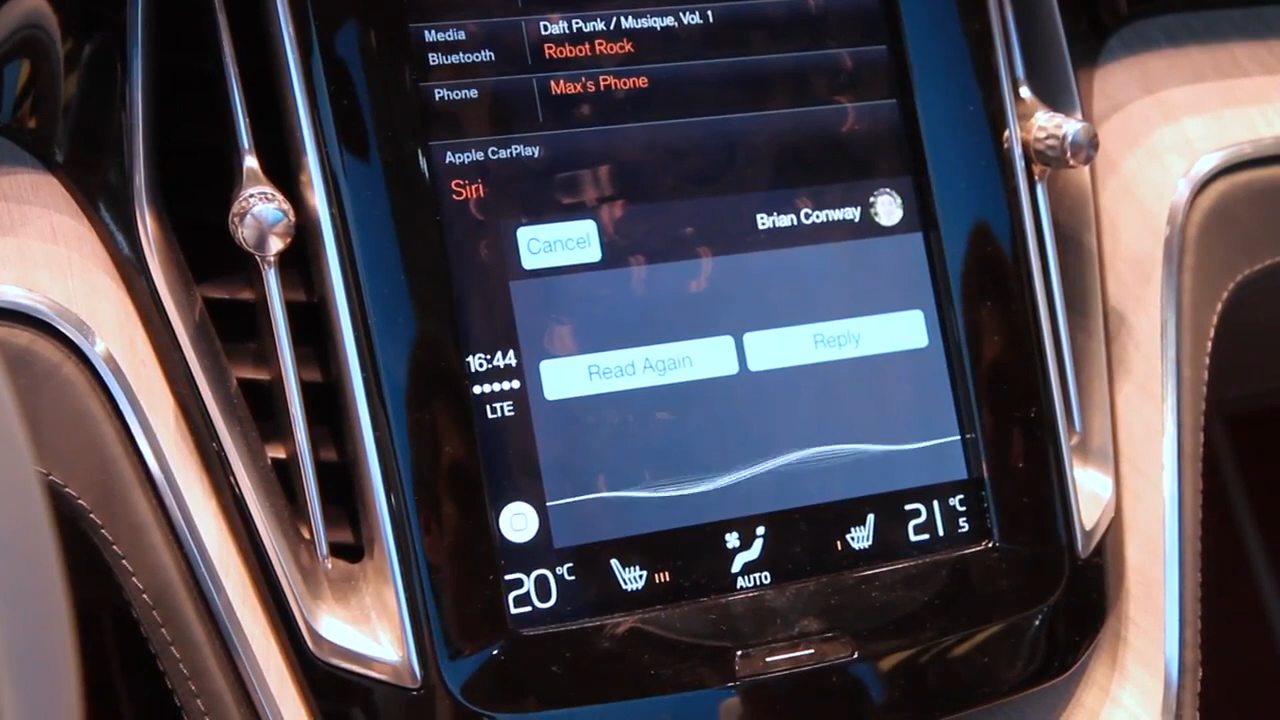 Media
Bluetooth
Daft Punk / Musique, Vol. 1
Robot Rock
Phone
Max's Phone
Apple CarPlay
Siri
Cancel
Brian Conway
Read Again
Reply
16:44
LTE
20°C
AUTO
21°C
5